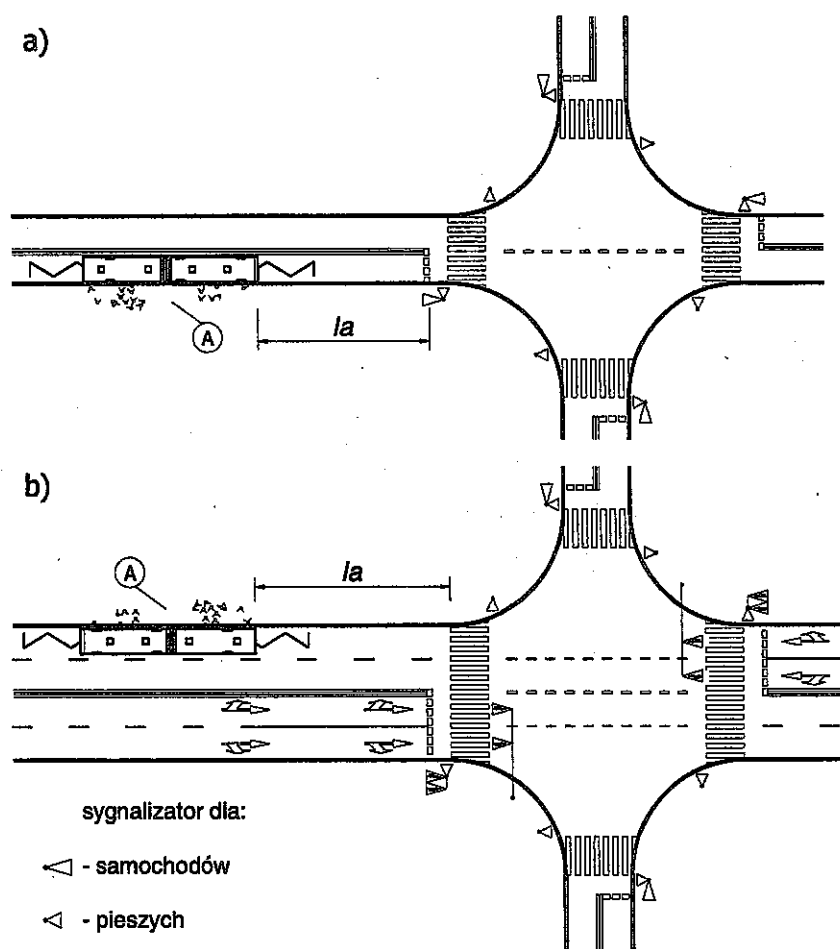 a)
A
la
b)
A
la
sygnalizator dla:
- samochodów
- pieszych